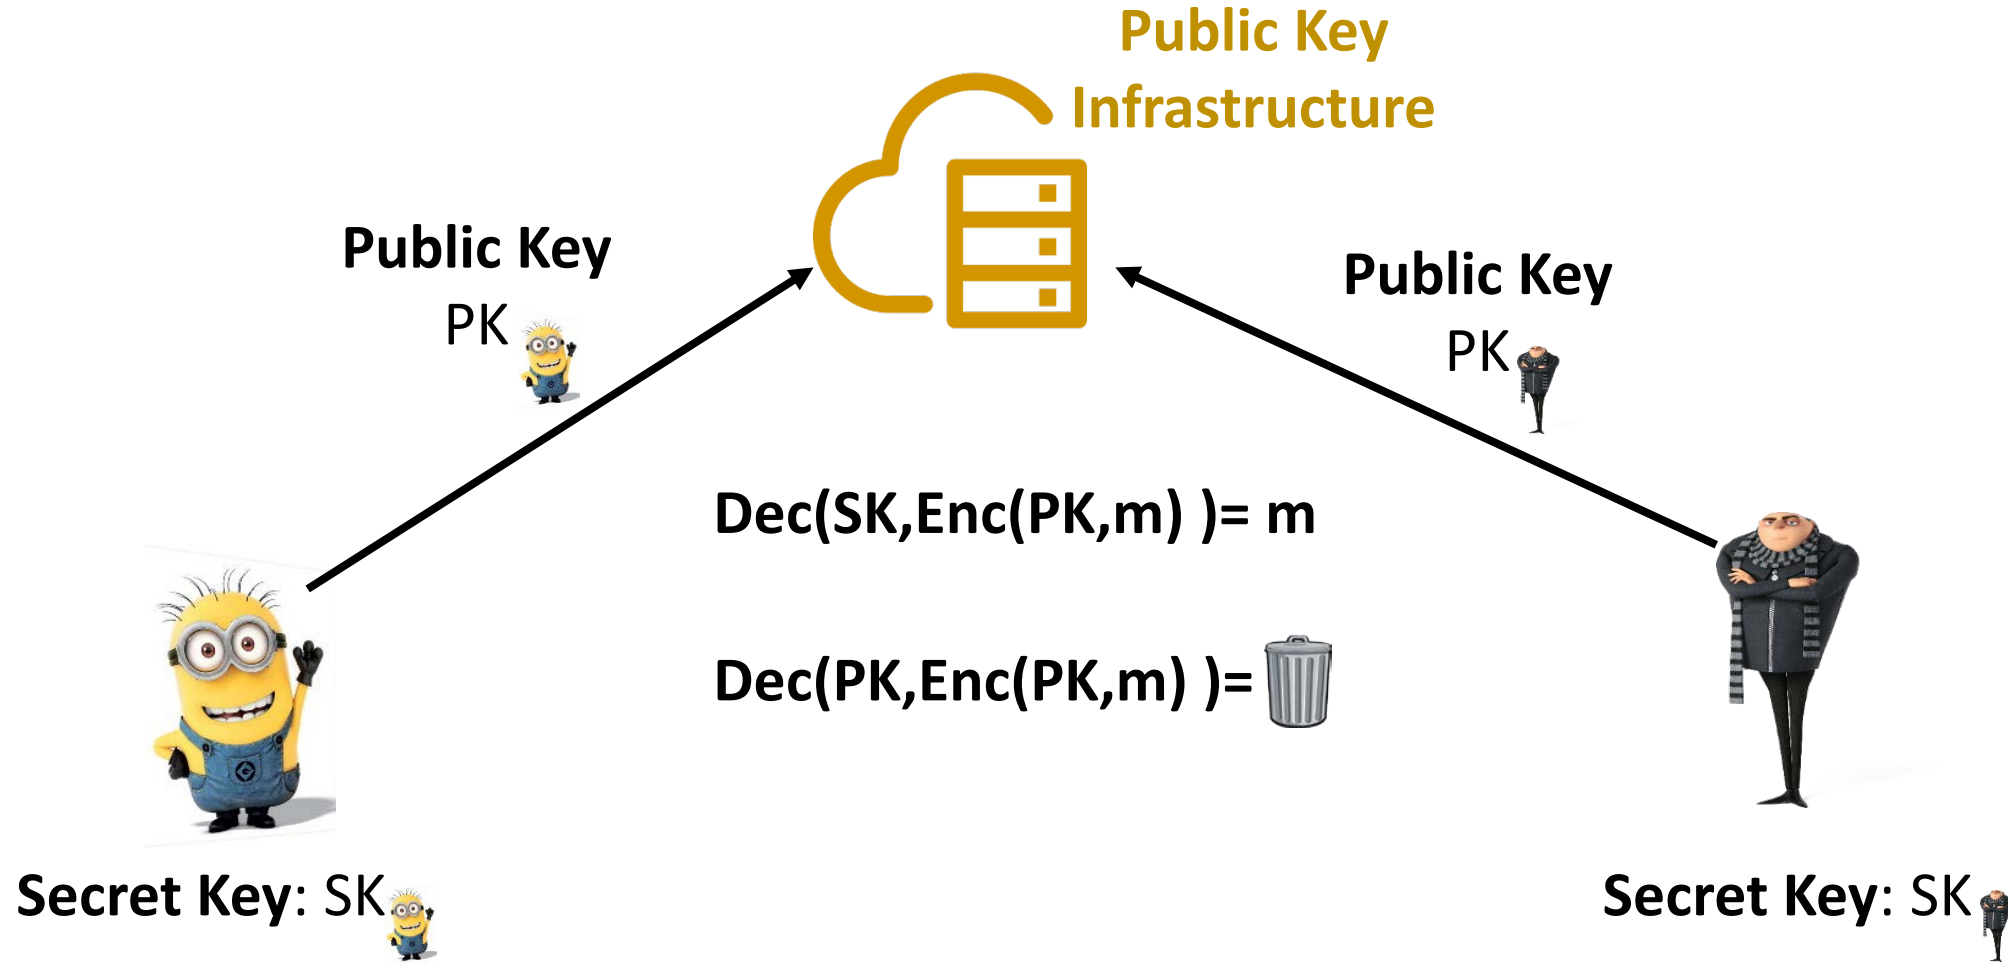 Public Key
Infrastructure
Public Key
PK
Public Key
PK
Dec(SK,Enc(PK,m) )= m
Dec(PK,Enc(PK,m) )=
Secret Key: SK
Secret Key: SK